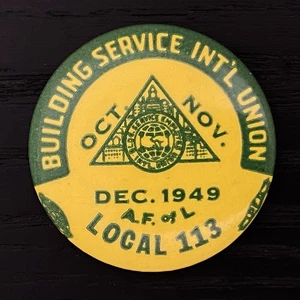 BUILDING SERVICE INT'L UNION
OCT. NOV.
DEC. 1949
A.F. of L
LOCAL 113